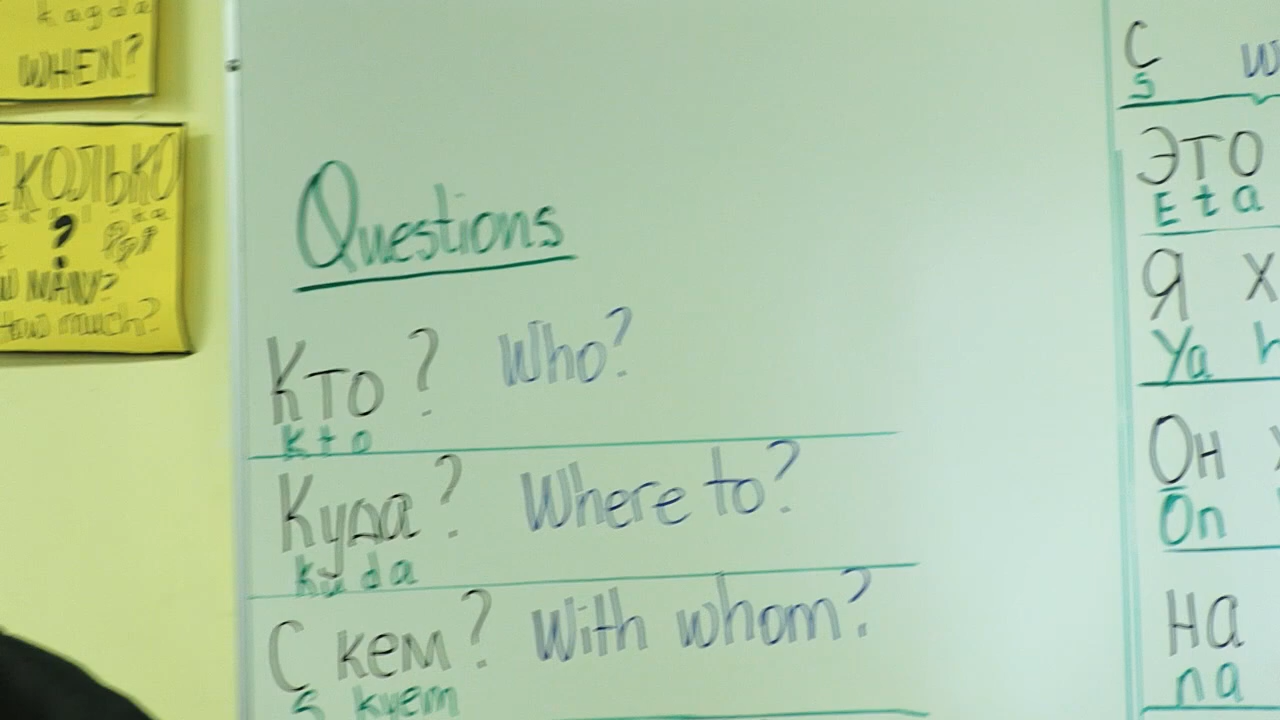 Kagda
WHEN?
СКОЛЬКО
?
MANY?
How much?
Questions
Кто? Who?
kto
Куда? Where to?
kuda
С кем? With whom?
s kyem
С
s
Это
Eta
Я х
Ya h
Он
On
На
na